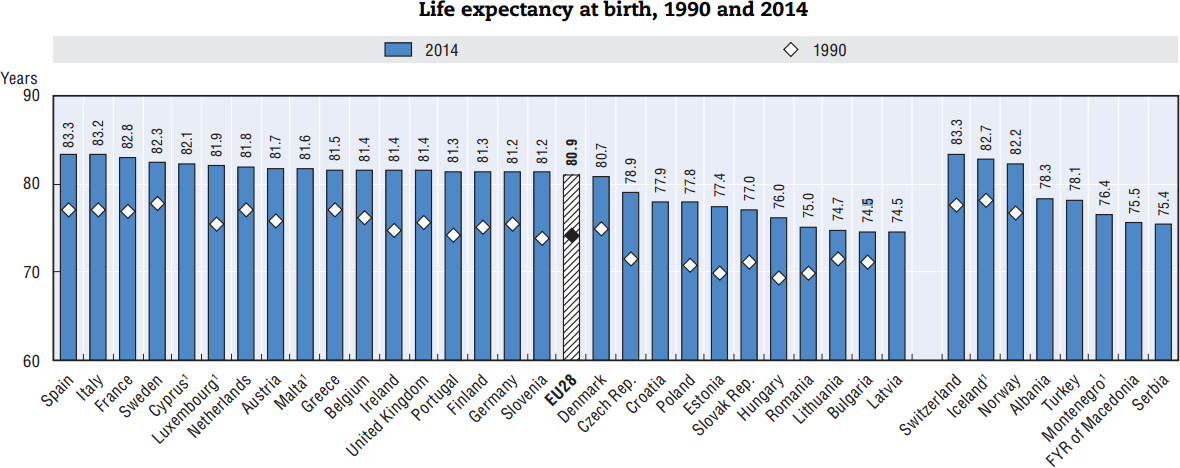 Life expectancy at birth, 1990 and 2014
2014
1990
Years
90
80
70
60
83.3
83.2
82.8
82.3
82.1
81.9
81.8
81.7
81.6
81.5
81.4
81.4
81.4
81.3
81.3
81.2
81.2
80.9
80.7
78.9
77.9
77.8
77.4
77.0
76.0
75.0
74.7
74.5
74.5
83.3
82.7
82.2
78.3
78.1
76.4
75.5
75.4
Spain
Italy
France
Sweden
Cyprus¹
Luxembourg¹
Netherlands
Austria
Malta¹
Greece
Belgium
Ireland
United Kingdom
Portugal
Finland
Germany
Slovenia
EU28
Denmark
Czech Rep.
Croatia
Poland
Estonia
Slovak Rep.
Hungary
Romania
Lithuania
Bulgaria
Latvia
Switzerland
Iceland¹
Norway
Albania
Turkey
Montenegro¹
FYR of Macedonia
Serbia